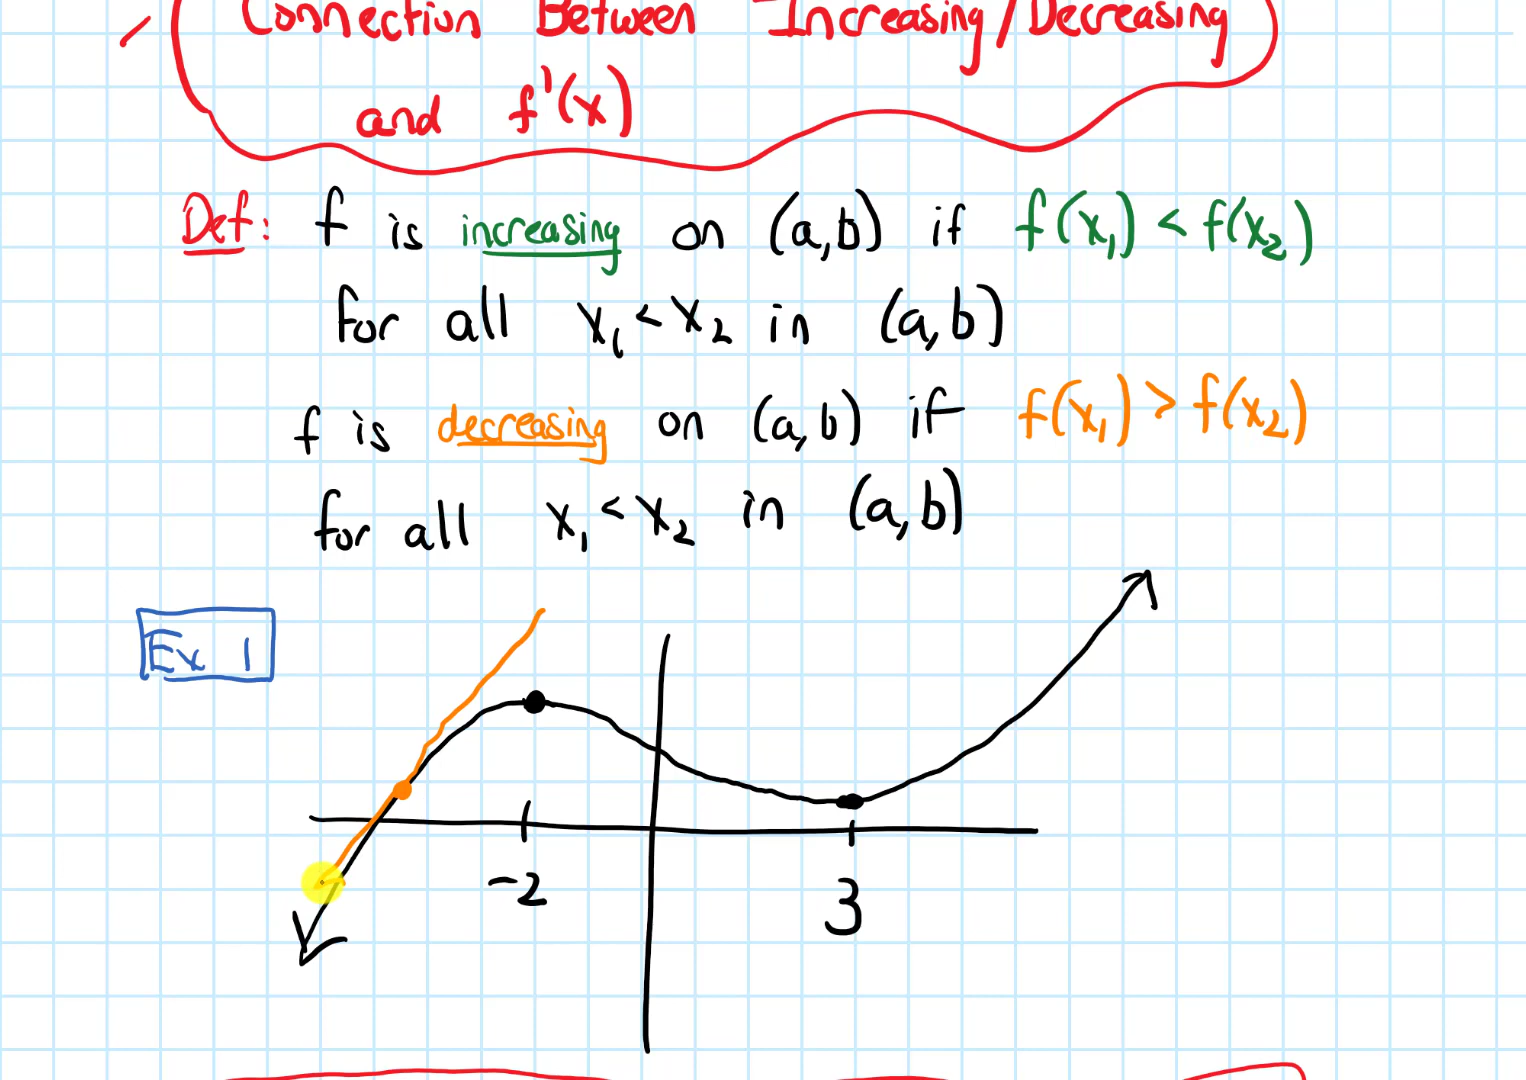 Connection Between Increasing/Decreasing
and f'(x)
Def: f is increasing on (a,b) if f(x₁) < f(x₂)
for all x₁ < x₂ in (a,b)
f is decreasing on (a,b) if f(x₁) > f(x₂)
for all x₁ < x₂ in (a,b)
Ex 1
-2 3